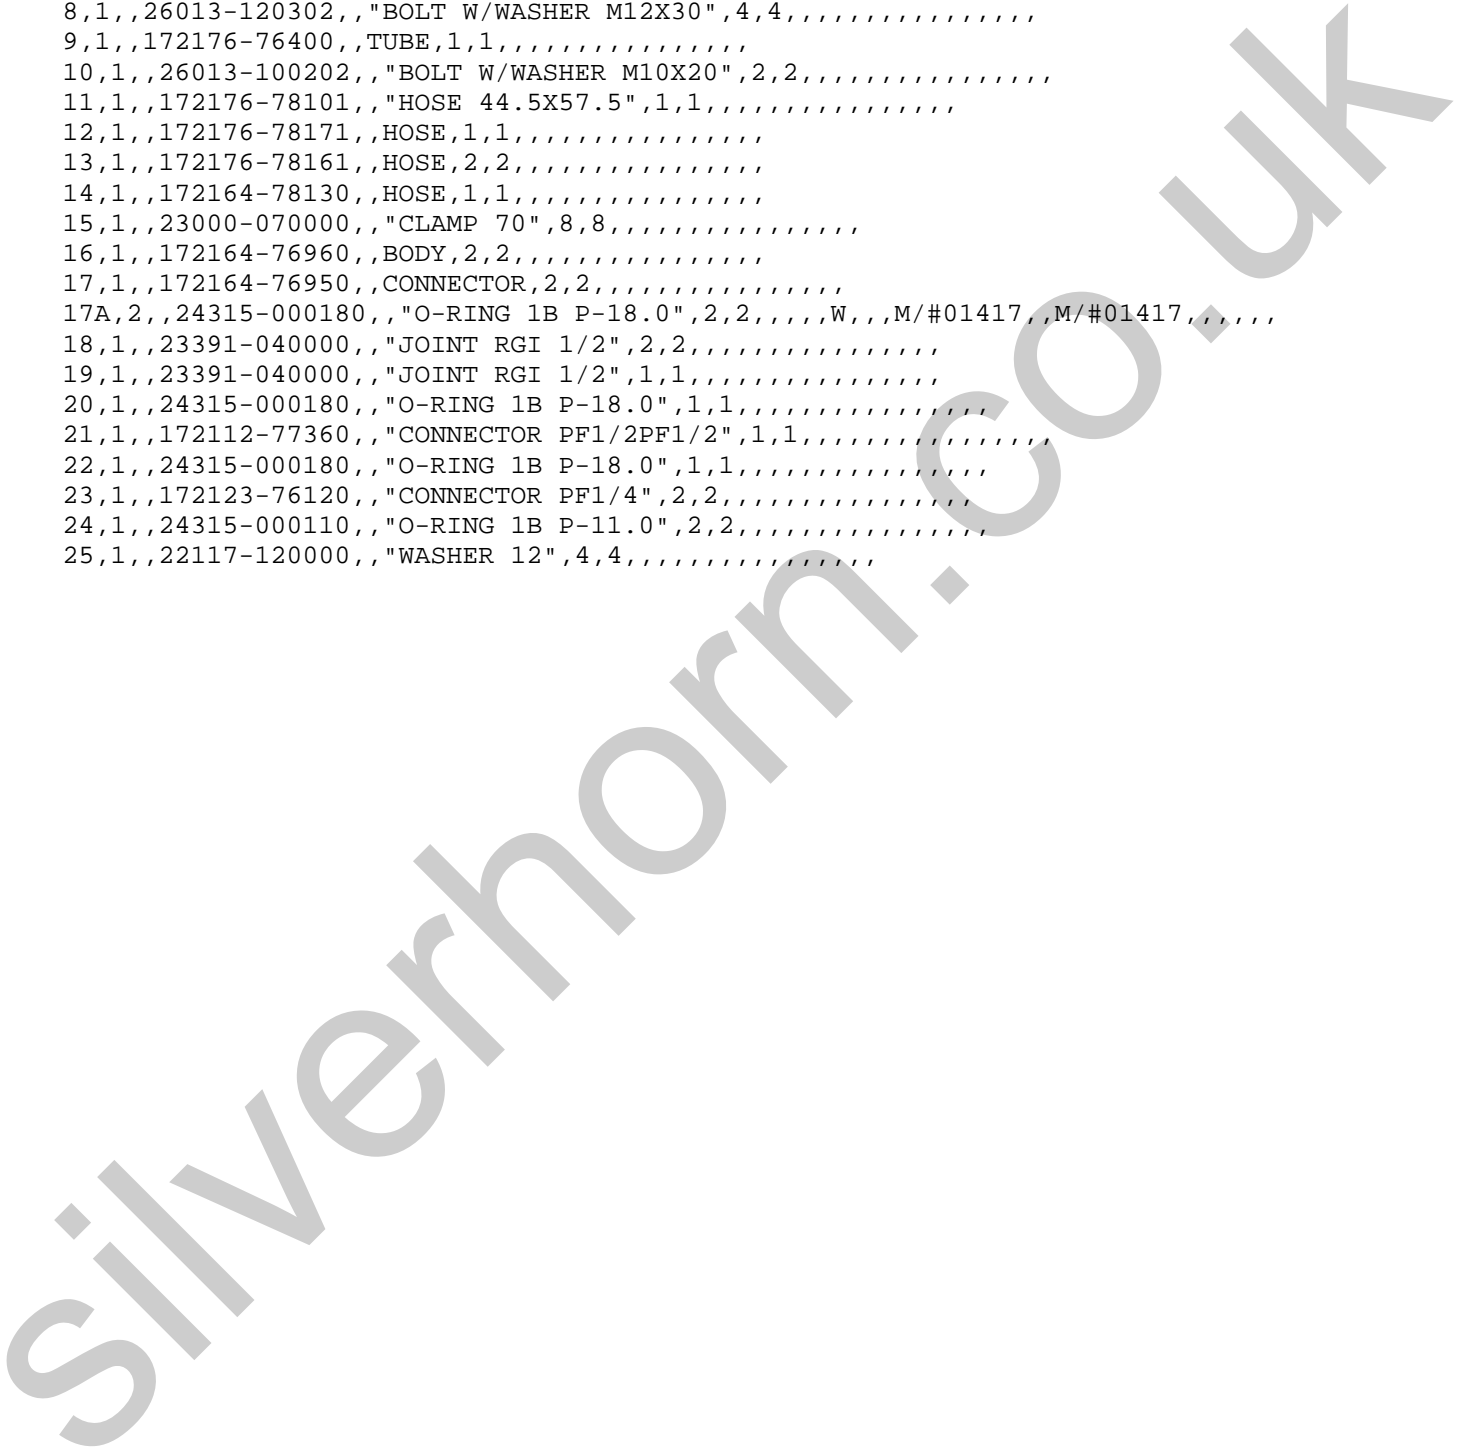 8,1,,26013-120302,,"BOLT W/WASHER M12X30",4,4,,,,,,,,,,,,,,,,
9,1,,172176-76400,,TUBE,1,1,,,,,,,,,,,,,,,,
10,1,,26013-100202,,"BOLT W/WASHER M10X20",2,2,,,,,,,,,,,,,,,,
11,1,,172176-78101,,"HOSE 44.5X57.5",1,1,,,,,,,,,,,,,,,,
12,1,,172176-78171,,HOSE,1,1,,,,,,,,,,,,,,,,
13,1,,172176-78161,,HOSE,2,2,,,,,,,,,,,,,,,,
14,1,,172164-78130,,HOSE,1,1,,,,,,,,,,,,,,,,
15,1,,23000-070000,,"CLAMP 70",8,8,,,,,,,,,,,,,,,,
16,1,,172164-76960,,BODY,2,2,,,,,,,,,,,,,,,,
17,1,,172164-76950,,CONNECTOR,2,2,,,,,,,,,,,,,,,,
17A,2,,24315-000180,,"O-RING 1B P-18.0",2,2,,,,,W,,,M/#01417,,M/#01417,,,,,,
18,1,,23391-040000,,"JOINT RGI 1/2",2,2,,,,,,,,,,,,,,,,
19,1,,23391-040000,,"JOINT RGI 1/2",1,1,,,,,,,,,,,,,,,,
20,1,,24315-000180,,"O-RING 1B P-18.0",1,1,,,,,,,,,,,,,,,,
21,1,,172112-77360,,"CONNECTOR PF1/2PF1/2",1,1,,,,,,,,,,,,,,,,
22,1,,24315-000180,,"O-RING 1B P-18.0",1,1,,,,,,,,,,,,,,,,
23,1,,172123-76120,,"CONNECTOR PF1/4",2,2,,,,,,,,,,,,,,,,
24,1,,24315-000110,,"O-RING 1B P-11.0",2,2,,,,,,,,,,,,,,,,
25,1,,22117-120000,,"WASHER 12",4,4,,,,,,,,,,,,,,,,
silverhorn.co.uk